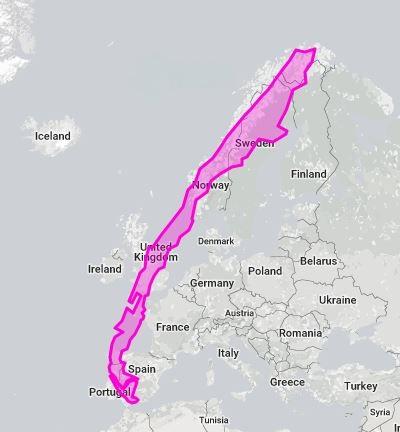 Iceland
Sweden
Finland
Norway
United
Kingdom
Denmark
Ireland
Belarus
Poland
Germany
Ukraine
Austria
France
Romania
Italy
Spain
Greece
Turkey
Portugal
Syria
Tunisia
Ir